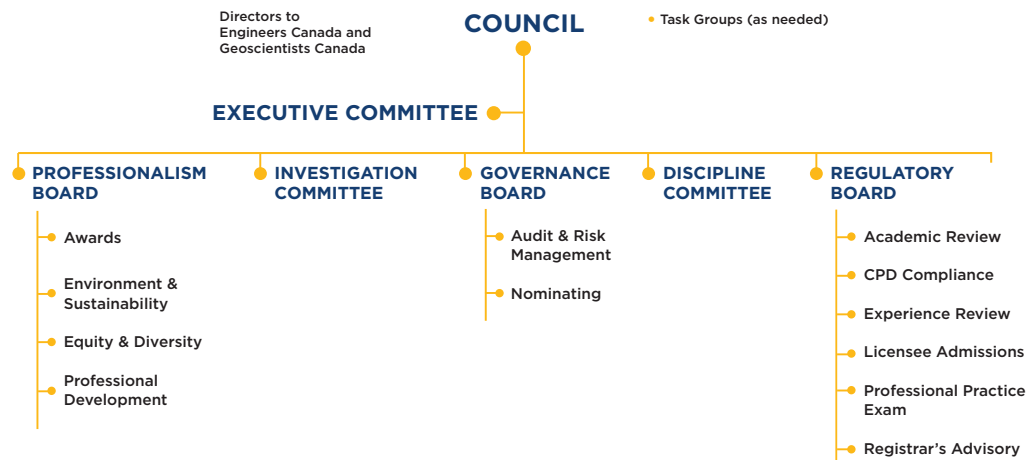 Directors to
Engineers Canada and
Geoscientists Canada
COUNCIL
Task Groups (as needed)
EXECUTIVE COMMITTEE
PROFESSIONALISM
BOARD
Awards
Environment &
Sustainability
Equity & Diversity
Professional
Development
INVESTIGATION
COMMITTEE
GOVERNANCE
BOARD
Audit & Risk
Management
Nominating
DISCIPLINE
COMMITTEE
REGULATORY
BOARD
Academic Review
CPD Compliance
Experience Review
Licensee Admissions
Professional Practice
Exam
Registrar's Advisory